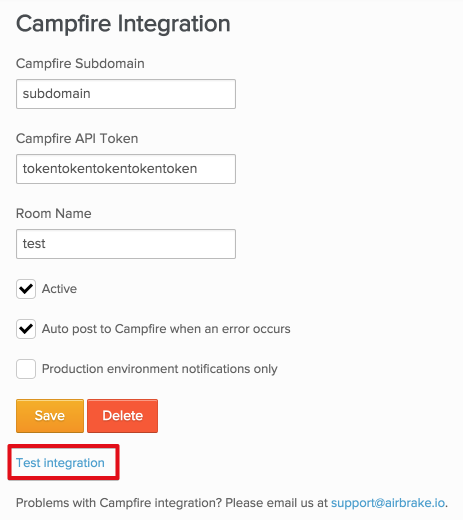 Campfire Integration
Campfire Subdomain
subdomain
Campfire API Token
tokentokentokentokentoken
Room Name
test
Active
Auto post to Campfire when an error occurs
Production environment notifications only
Save Delete
Test integration
Problems with Campfire integration? Please email us at support@airbrake.io.